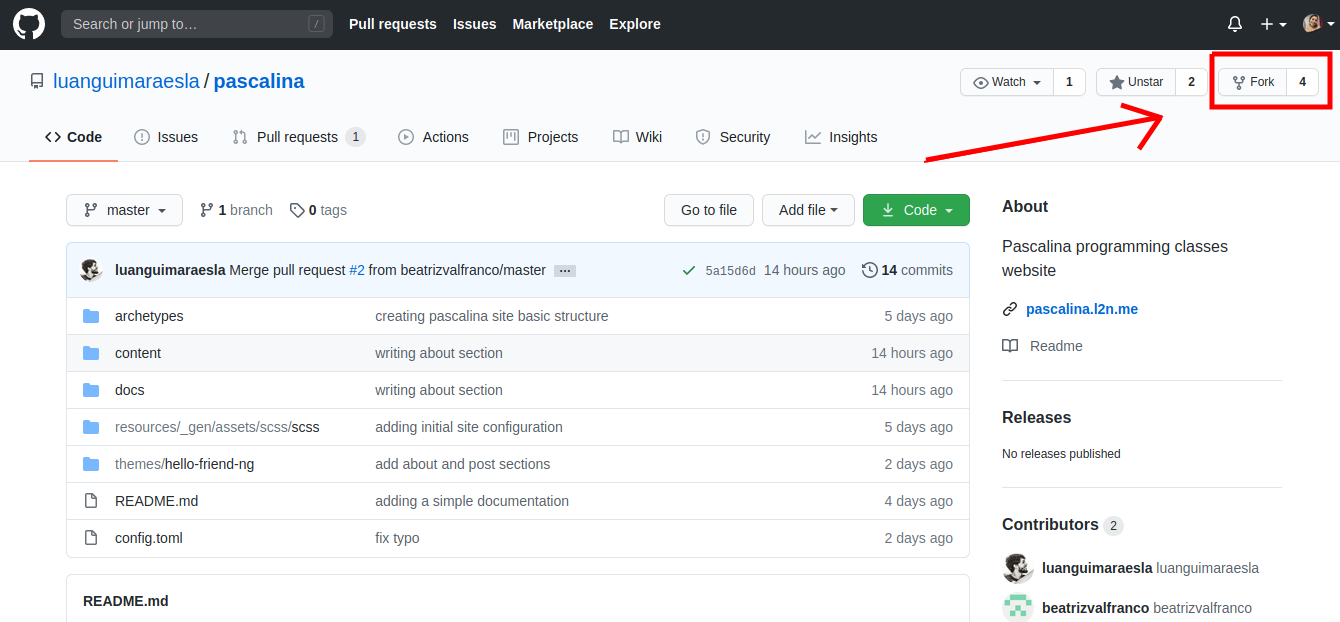 Search or jump to… / Pull requests Issues Marketplace Explore
luanguimaraesla / pascalina Watch 1 Unstar 2 Fork 4
Code Issues Pull requests 1 Actions Projects Wiki Security Insights
master 1 branch 0 tags Go to file Add file Code
luanguimaraesla Merge pull request #2 from beatrizvalfranco/master ... 5a15d6d 14 hours ago 14 commits
archetypes creating pascalina site basic structure 5 days ago
content writing about section 14 hours ago
docs writing about section 14 hours ago
resources/_gen/assets/scss/scss adding initial site configuration 5 days ago
themes/hello-friend-ng add about and post sections 2 days ago
README.md adding a simple documentation 4 days ago
config.toml fix typo 2 days ago
README.md
About
Pascalina programming classes
website
pascalina.l2n.me
Readme
Releases
No releases published
Contributors 2
luanguimaraesla luanguimaraesla
beatrizvalfranco beatrizvalfranco